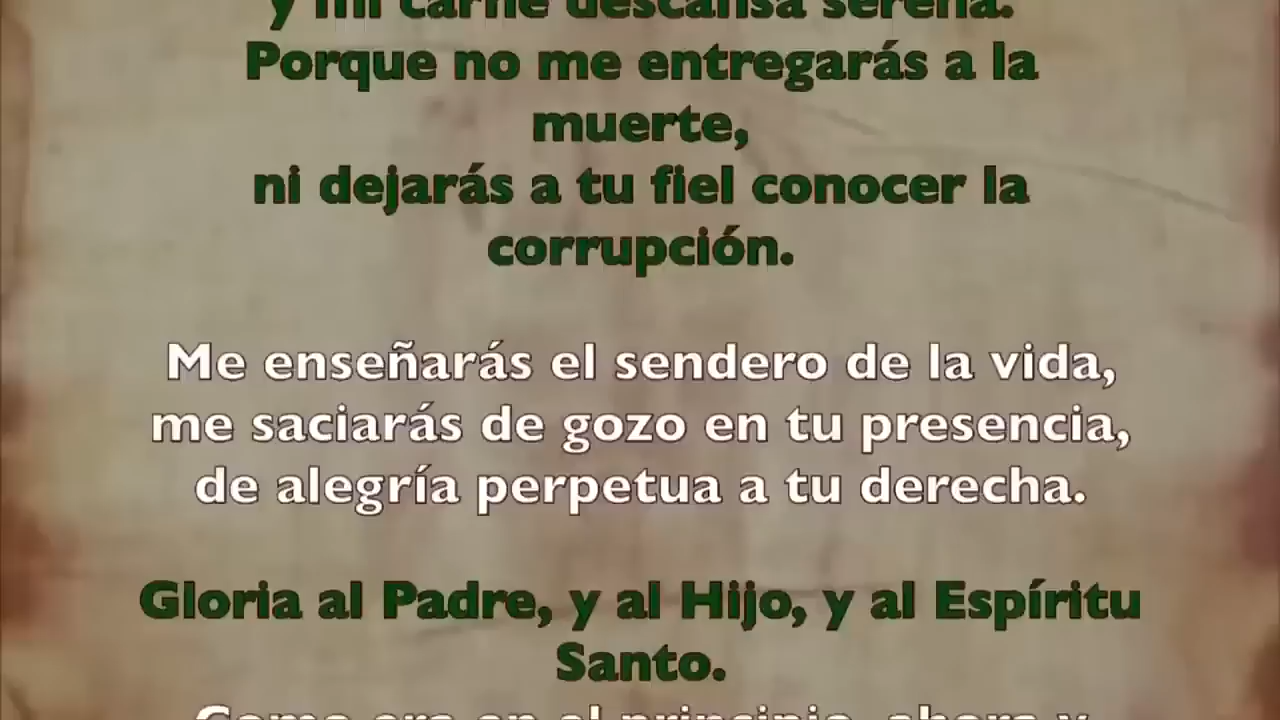 y mi carne descansa serena.
Porque no me entregarás a la
muerte,
ni dejarás a tu fiel conocer la
corrupción.
Me enseñarás el sendero de la vida,
me saciarás de gozo en tu presencia,
de alegría perpetua a tu derecha.
Gloria al Padre, y al Hijo, y al Espíritu
Santo.
Como era en el principio, ahora y